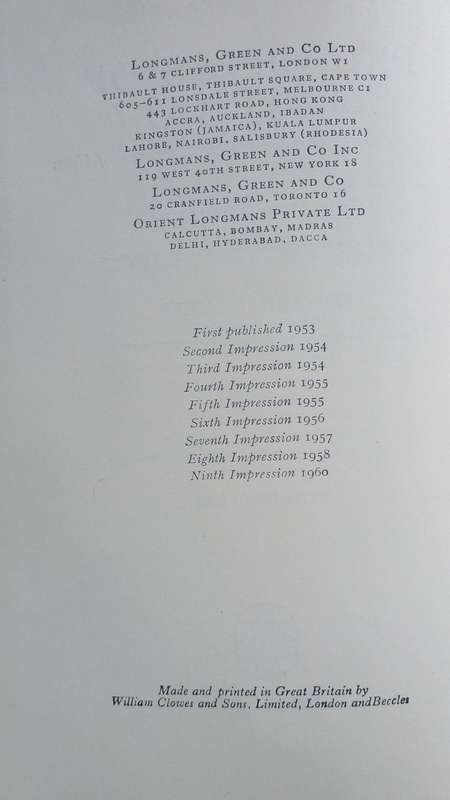 LONGMANS, GREEN AND CO LTD
6 & 7 CLIFFORD STREET, LONDON W1
THIBAULT HOUSE, THIBAULT SQUARE, CAPE TOWN
605–611 LONSDALE STREET, MELBOURNE C1
443 LOCKHART ROAD, HONG KONG
ACCRA, AUCKLAND, IBADAN
KINGSTON (JAMAICA), KUALA LUMPUR
LAHORE, NAIROBI, SALISBURY (RHODESIA)
LONGMANS, GREEN AND CO INC
119 WEST 40TH STREET, NEW YORK 18
LONGMANS, GREEN AND CO
20 CRANFIELD ROAD, TORONTO 16
ORIENT LONGMANS PRIVATE LTD
CALCUTTA, BOMBAY, MADRAS
DELHI, HYDERABAD, DACCA
First published 1953
Second Impression 1954
Third Impression 1954
Fourth Impression 1955
Fifth Impression 1955
Sixth Impression 1956
Seventh Impression 1957
Eighth Impression 1958
Ninth Impression 1960
Made and printed in Great Britain by
William Clowes and Sons, Limited, London and Beccles